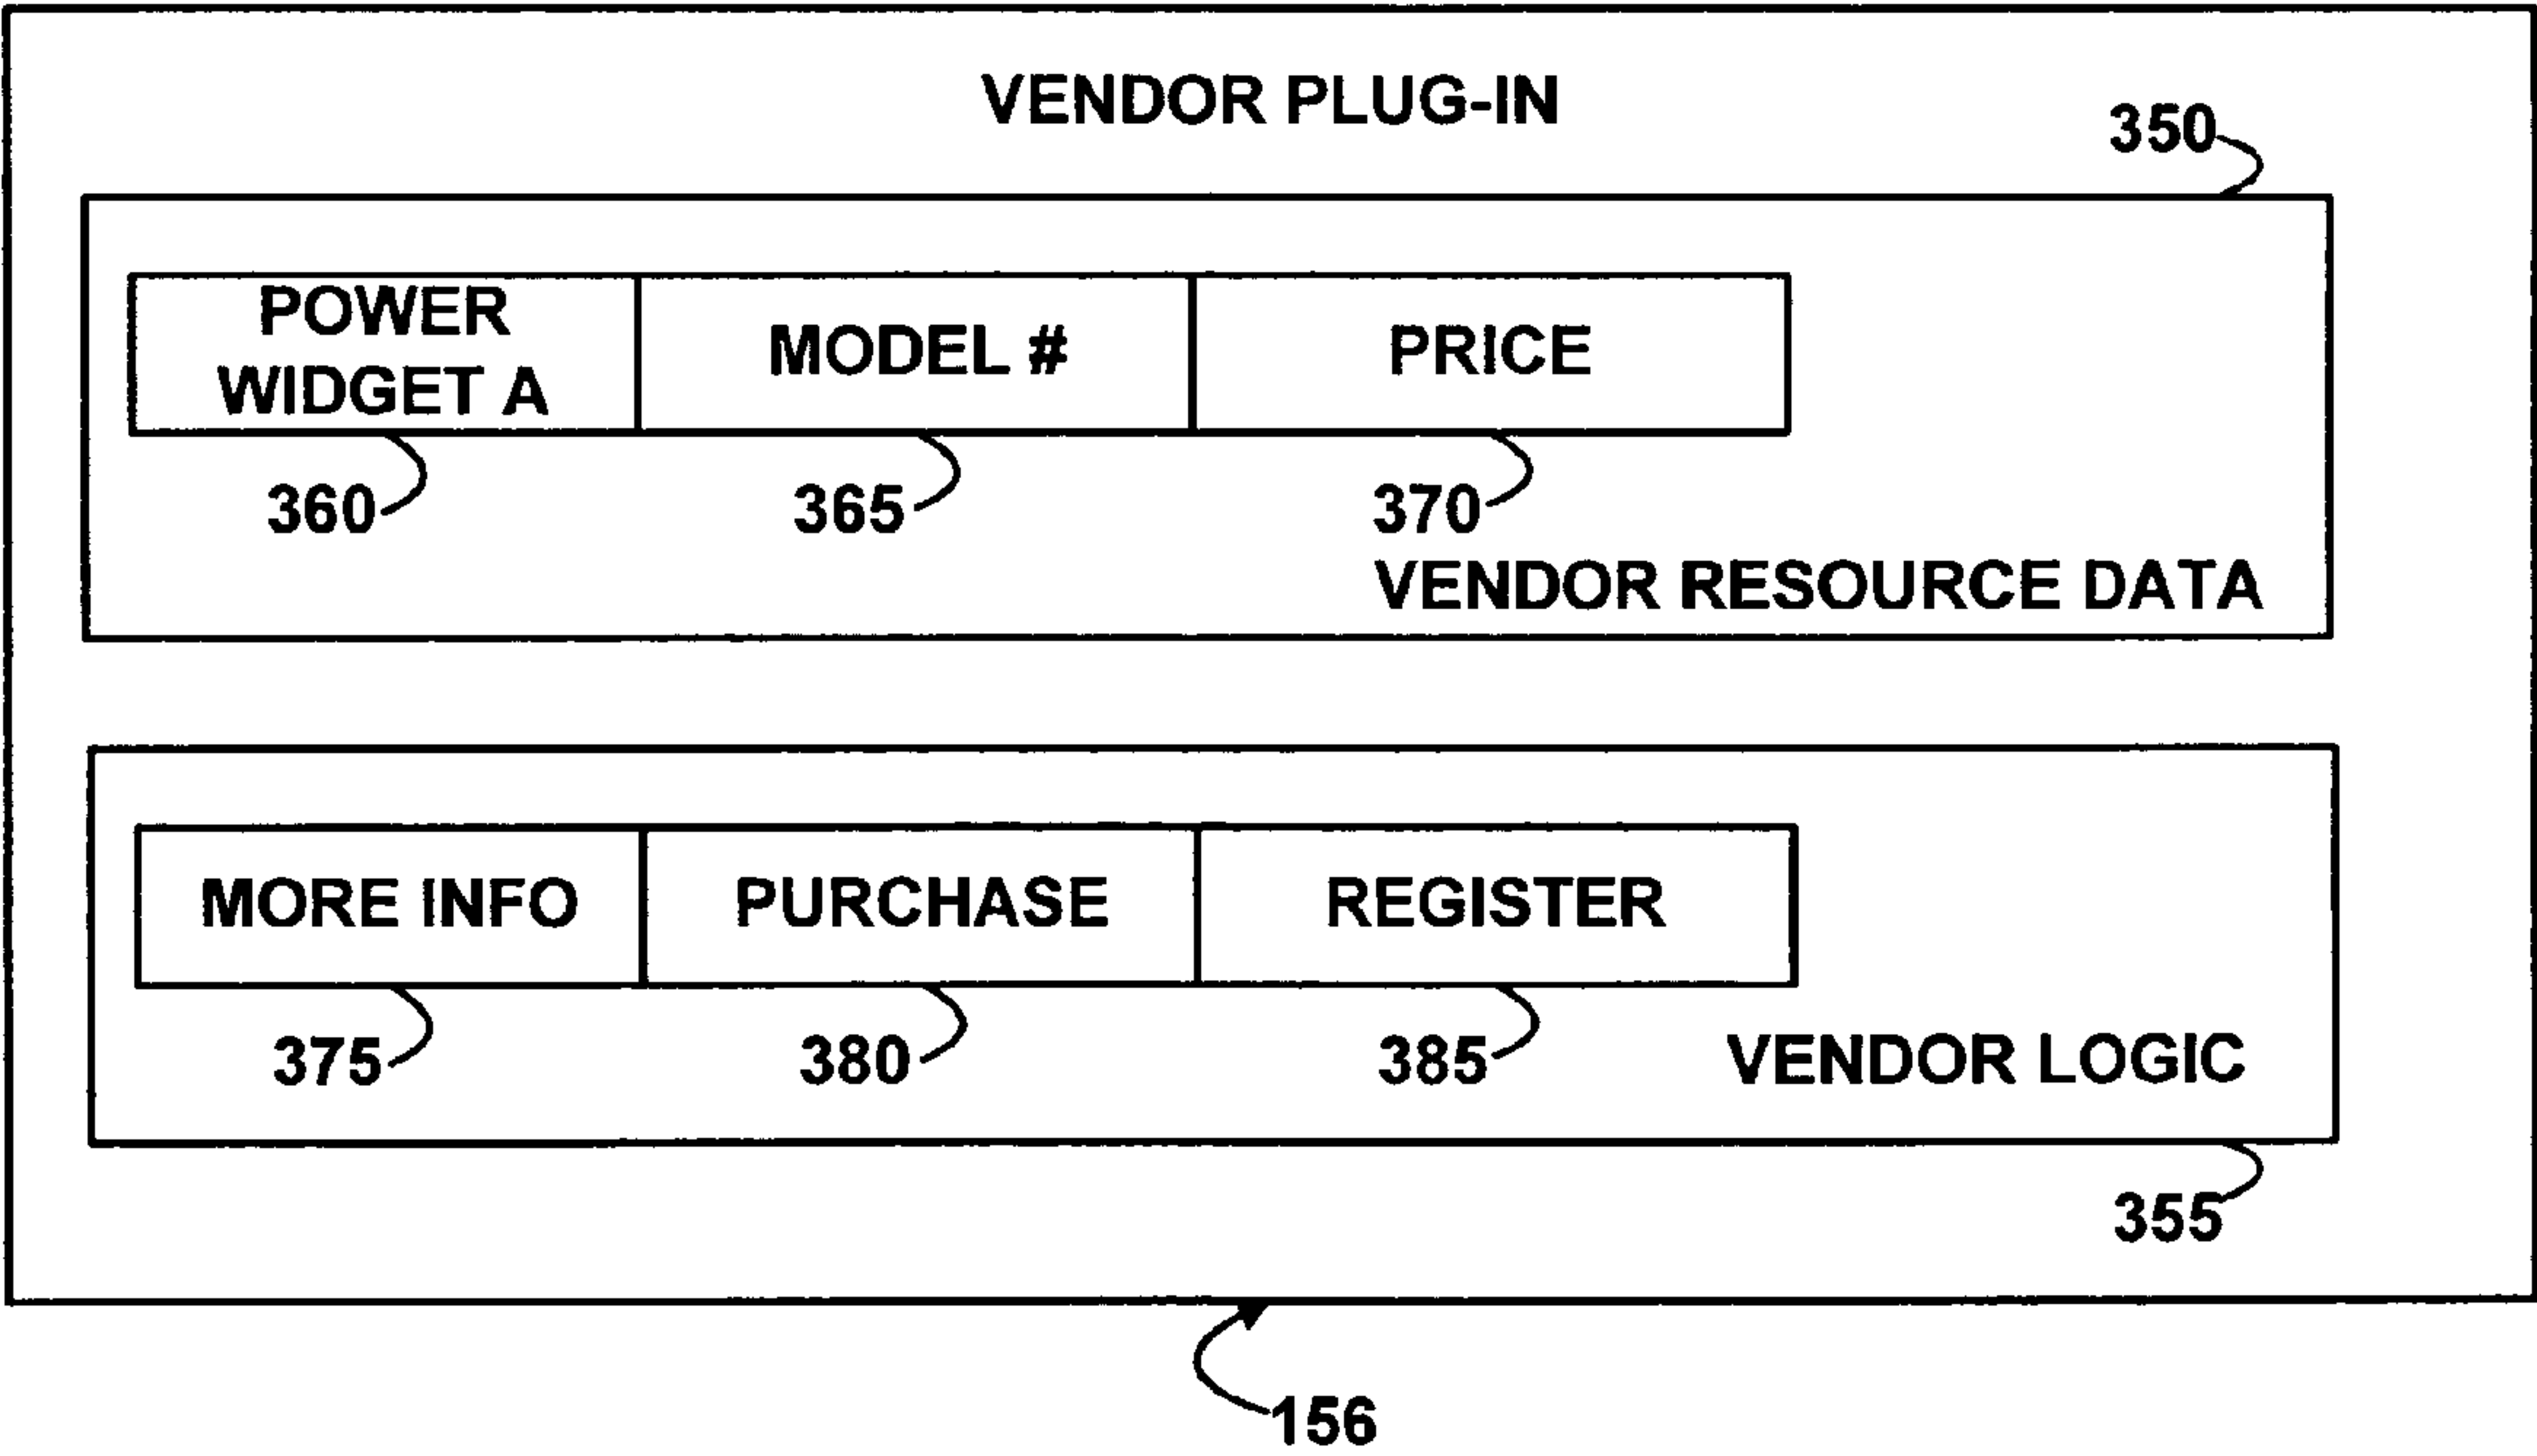 VENDOR PLUG-IN
350
POWER
WIDGET A
MODEL #
PRICE
360
365
370
VENDOR RESOURCE DATA
MORE INFO
PURCHASE
REGISTER
375
380
385
VENDOR LOGIC
355
156